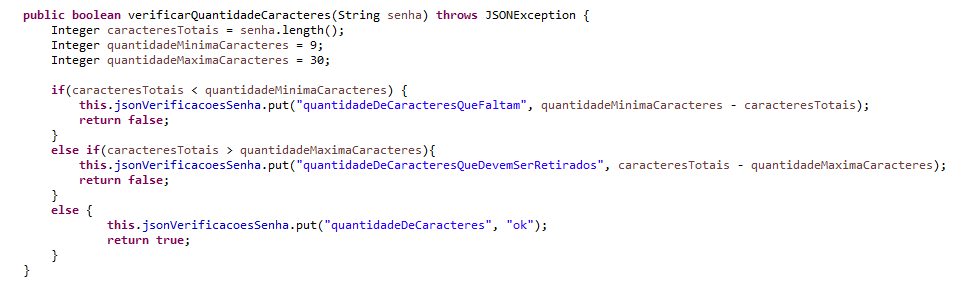 public boolean verificarQuantidadeCaracteres(String senha) throws JSONException {
    Integer caracteresTotais = senha.length();
    Integer quantidadeMinimaCaracteres = 9;
    Integer quantidadeMaximaCaracteres = 30;

    if(caracteresTotais < quantidadeMinimaCaracteres) {
        this.jsonVerificacoesSenha.put("quantidadeDeCaracteresQueFaltam", quantidadeMinimaCaracteres - caracteresTotais);
        return false;
    }
    else if(caracteresTotais > quantidadeMaximaCaracteres){
        this.jsonVerificacoesSenha.put("quantidadeDeCaracteresQueDevemSerRetirados", caracteresTotais - quantidadeMaximaCaracteres);
        return false;
    }
    else {
            this.jsonVerificacoesSenha.put("quantidadeDeCaracteres", "ok");
            return true;
    }
}